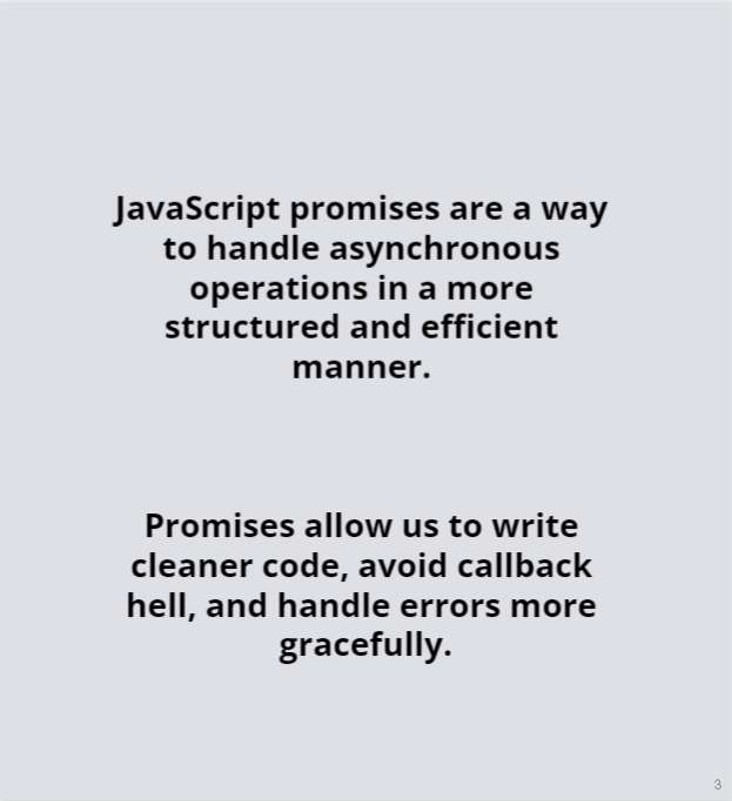 JavaScript promises are a way
to handle asynchronous
operations in a more
structured and efficient
manner.
Promises allow us to write
cleaner code, avoid callback
hell, and handle errors more
gracefully.
3